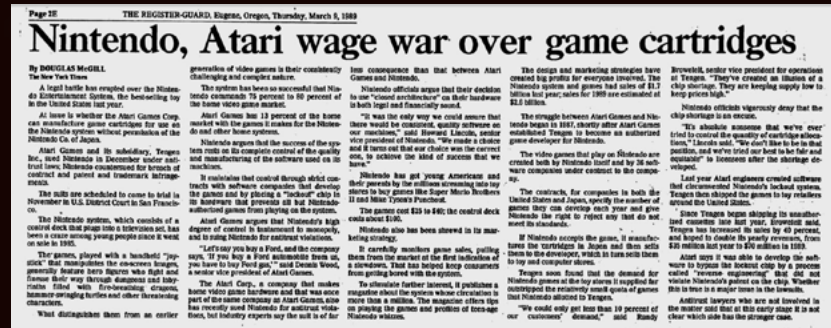 Page 2E THE REGISTER-GUARD, Eugene, Oregon, Thursday, March 9, 1989
Nintendo, Atari wage war over game cartridges
By DOUGLAS McGILL
The New York Times
A legal battle has erupted over the Ninten-
do Entertainment System, the best-selling toy
in the United States last year.
At issue is whether the Atari Games Corp.
can manufacture game cartridges for use on
the Nintendo system without permission of the
Nintendo Co. of Japan.
Atari Games and its subsidiary, Tengen
Inc., sued Nintendo in December under anti-
trust laws; Nintendo countersued for breach of
contract and patent and trademark infringe-
ments.
The suits are scheduled to come to trial in
November in U.S. District Court in San Francis-
co.
The Nintendo system, which consists of a
control deck that plugs into a television set, has
been a craze among young people since it went
on sale in 1985.
The games, played with a handheld "joy-
stick" that manipulates the on-screen images,
generally feature hero figures who fight and
finesse their way through dungeons and laby-
rinths filled with fire-breathing dragons,
hammer-swinging turtles and other threatening
characters.
What distinguishes them from an earlier
generation of video games is their consistently
challenging and complex nature.
The system has been so successful that Nin-
tendo commands 75 percent to 80 percent of
the home video game market.
Atari Games has 13 percent of the home
market with the games it makes for the Ninten-
do and other home systems.
Nintendo argues that the success of the sys-
tem rests on its complete control of the quality
and manufacturing of the software used on its
machines.
It maintains that control through strict con-
tracts with software companies that develop
the games and by placing a "lockout" chip in
its hardware that prevents all but Nintendo-
authorized games from playing on the system.
Atari Games argues that Nintendo's high
degree of control is tantamount to monopoly,
and is suing Nintendo for antitrust violations.
"Let's say you buy a Ford, and the company
says, 'If you buy a Ford automobile from us,
you have to buy Ford gas,'" said Dennis Wood,
a senior vice president of Atari Games.
The Atari Corp., a company that makes
home video game hardware and that was once
part of the same company as Atari Games, also
has recently sued Nintendo for antitrust viola-
tions, but industry experts say the suit is of far
less consequence than that between Atari
Games and Nintendo.
Nintendo officials argue that their decision
to use "closed architecture" on their hardware
is both legal and financially sound.
"It was the only way we could assure that
there would be consistent, quality software on
our machines," said Howard Lincoln, senior
vice president of Nintendo. "We made a choice
and it turns out that our choice was the correct
one, to achieve the kind of success that we
have."
Nintendo has got young Americans and
their parents by the millions streaming into toy
stores to buy games like Super Mario Brothers
II and Mike Tyson's Punchout.
The games cost $25 to $40; the control deck
costs about $100.
Nintendo also has been shrewd in its mar-
keting strategy.
It carefully monitors game sales, pulling
them from the market at the first indication of
a slowdown. That has helped keep consumers
from getting bored with the system.
To stimulate further interest, it publishes a
magazine about the system whose circulation is
more than a million. The magazine offers tips
on playing the games and profiles of teen-age
Nintendo whizzes.
The design and marketing strategies have
created big profits for everyone involved. The
Nintendo system and games had sales of $1.7
billion last year; sales for 1989 are estimated at
The struggle between Atari Games and Nin-
tendo began in 1987, shortly after Atari Games
established Tengen to become an authorized
game developer for Nintendo.
The video games that play on Nintendo are
created both by Nintendo itself and by software
companies under contract to the compa-
ny.
The contracts, for companies in both the
United States and Japan, specify the number of
games they can develop each year and give
Nintendo the right to reject any that do not
meet its standards.
If Nintendo accepts the game, it manufac-
tures the cartridges in Japan and then sells
them to the developer, which in turn sells them
to toy and computer stores.
Tengen soon found that the demand for
Nintendo games at the toy stores it supplied far
outstripped the relatively small quota of games
that Nintendo allotted to Tengen.
"We could only get less than 10 percent of
our customers' demand," said Randy
Browelett, senior vice president for operations
at Tengen. "They've created an illusion of a
chip shortage. They are keeping supply low to
keep prices high."
Nintendo officials vigorously deny that the
chip shortage is an excuse.
"It's absolute nonsense that we've ever
tried to control the quantity of cartridge alloca-
tions," Lincoln said. "We don't like to be in that
position, and we've tried our best to be fair and
equitable" to licensees after the shortage de-
veloped.
Last year Atari engineers created software
that circumvented Nintendo's lockout system.
Tengen then shipped the games to toy retailers
around the United States.
Since Tengen began shipping its unauthor-
ized cassettes last year, Browelett said,
Tengen has increased its sales by 40 percent,
and hoped to double its yearly revenues, from
Atari says it was able to develop the soft-
ware to bypass the lockout chip by a process
called "reverse engineering" that did not
violate Nintendo's patent on the chip. Whether
this is true is a major issue in the lawsuits.
Antitrust lawyers who are not involved in
the matter said that at this early stage it is not
clear which side has the stronger case.